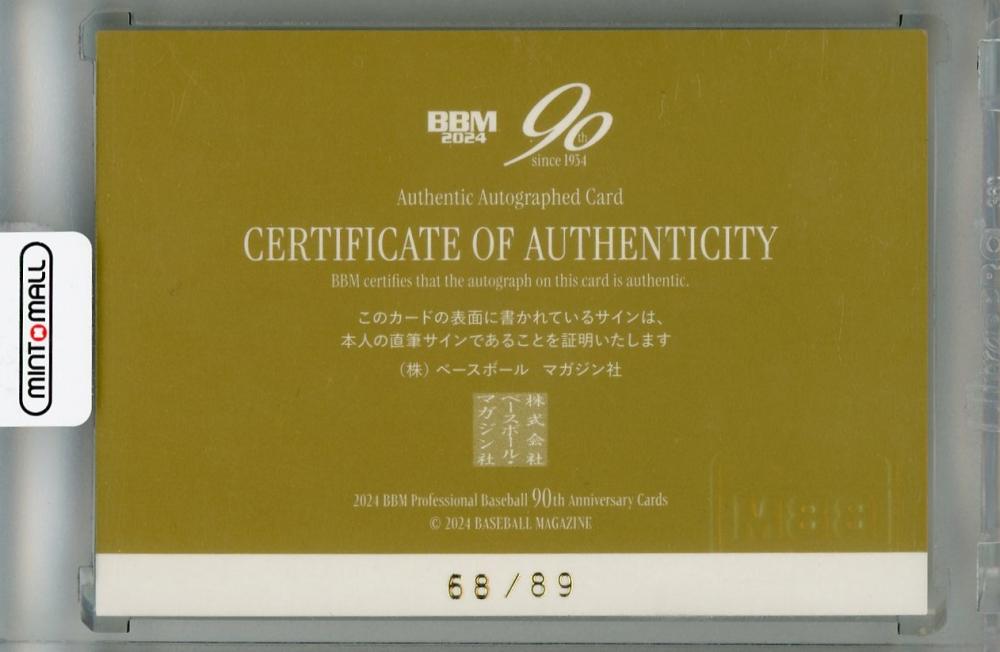 BBM
2024
90th
since 1934
Authentic Autographed Card
CERTIFICATE OF AUTHENTICITY
BBM certifies that the autograph on this card is authentic.
このカードの表面に書かれているサインは、
本人の直筆サインであることを証明いたします
（株）ベースボール マガジン社
株式会社
ベースボール・
マガジン社
2024 BBM Professional Baseball 90th Anniversary Cards
© 2024 BASEBALL MAGAZINE
BBM
68/89
MINT MALL